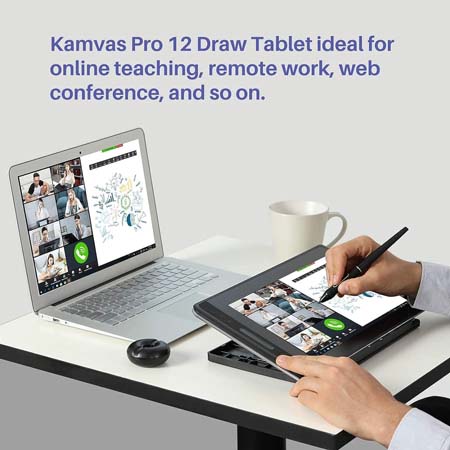 Kamvas Pro 12 Draw Tablet ideal for
online teaching, remote work, web
conference, and so on.